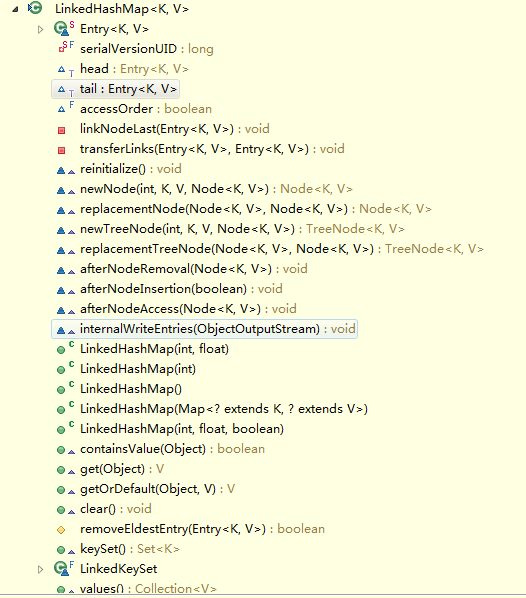 LinkedHashMap<K, V>
Entry<K, V>
serialVersionUID : long
head : Entry<K, V>
tail : Entry<K, V>
accessOrder : boolean
linkNodeLast(Entry<K, V>) : void
transferLinks(Entry<K, V>, Entry<K, V>) : void
reinitialize() : void
newNode(int, K, V, Node<K, V>) : Node<K, V>
replacementNode(Node<K, V>, Node<K, V>) : Node<K, V>
newTreeNode(int, K, V, Node<K, V>) : TreeNode<K, V>
replacementTreeNode(Node<K, V>, Node<K, V>) : TreeNode<K, V>
afterNodeRemoval(Node<K, V>) : void
afterNodeInsertion(boolean) : void
afterNodeAccess(Node<K, V>) : void
internalWriteEntries(ObjectOutputStream) : void
LinkedHashMap(int, float)
LinkedHashMap(int)
LinkedHashMap()
LinkedHashMap(Map<? extends K, ? extends V>)
LinkedHashMap(int, float, boolean)
containsValue(Object) : boolean
get(Object) : V
getOrDefault(Object, V) : V
clear() : void
removeEldestEntry(Entry<K, V>) : boolean
keySet() : Set<K>
LinkedKeySet
values() : Collection<V>